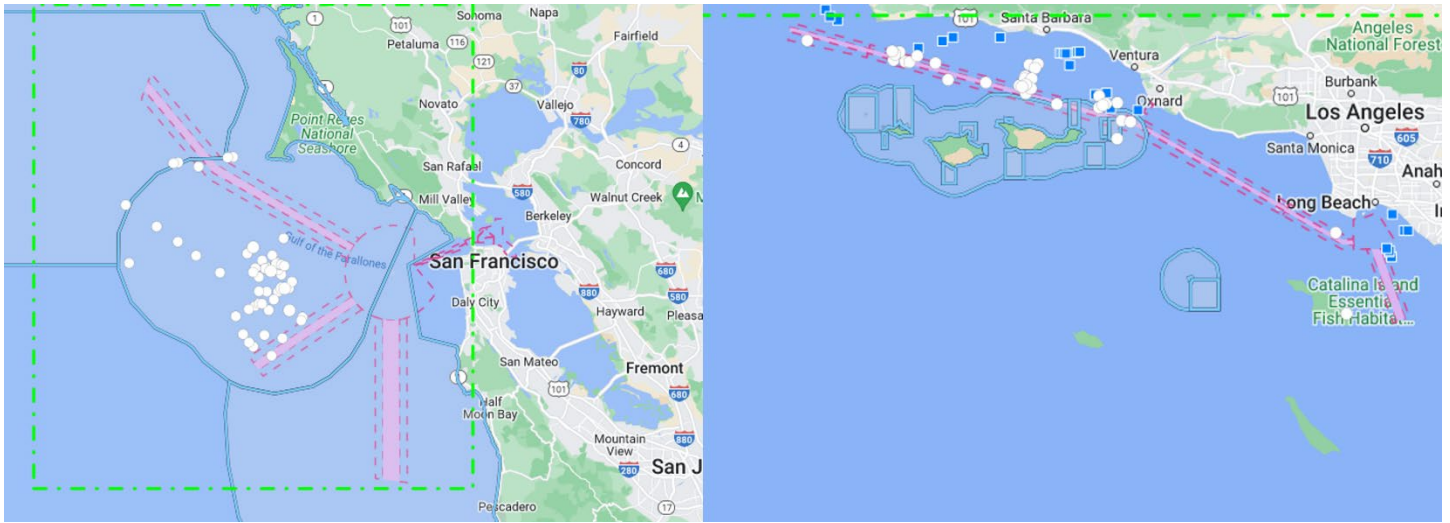 Sonoma
Napa
1
101
Petaluma
116
Fairfield
121
80
37
Novato
Vallejo
780
Point Reyes
National
Seashore
4
San Rafael
Concord
580
Walnut Creek
Mill Valley
Berkeley
Gulf of the Farallones
San Francisco
680
580
Daly City
880
Hayward
Pleasa
San Mateo
101
Fremont
1
680
Half
Moon Bay
Mountain
View
880
San J
280
Pescadero
17
101
Santa Barbara
Angeles
National Forest
Ventura
Burbank
Oxnard
101
Los Angeles
605
Santa Monica
710
Anah
Long Beach
Catalina Island
Essential
Fish Habitat...